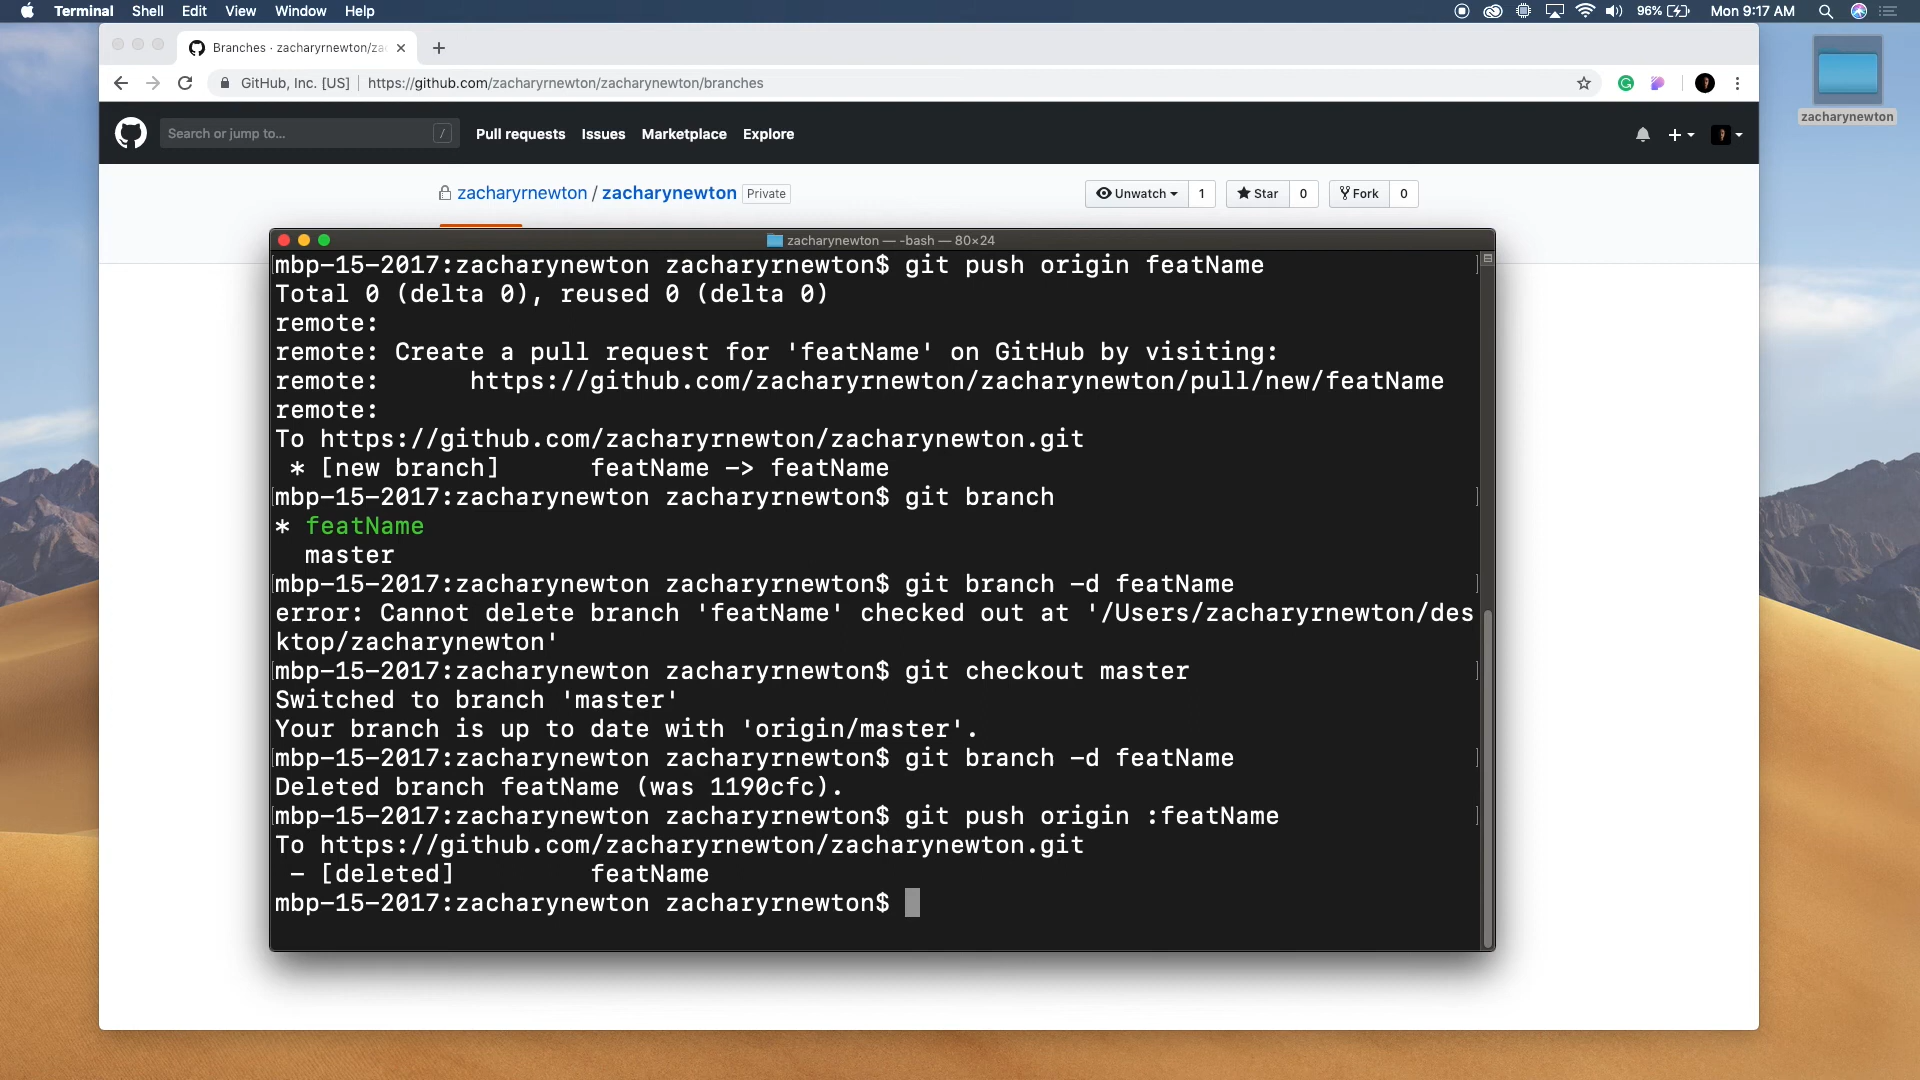 Terminal Shell Edit View Window Help 96% Mon 9:17 AM
Branches · zacharyrnewton/za
GitHub, Inc. [US] https://github.com/zacharyrnewton/zacharynewton/branches
Search or jump to... / Pull requests Issues Marketplace Explore
zacharynewton
zacharyrnewton / zacharynewton Private Unwatch 1 Star 0 Fork 0
zacharynewton — -bash — 80×24
mbp-15-2017:zacharynewton zacharyrnewton$ git push origin featName
Total 0 (delta 0), reused 0 (delta 0)
remote:
remote: Create a pull request for 'featName' on GitHub by visiting:
remote:      https://github.com/zacharyrnewton/zacharynewton/pull/new/featName
remote:
To https://github.com/zacharyrnewton/zacharynewton.git
 * [new branch]      featName -> featName
mbp-15-2017:zacharynewton zacharyrnewton$ git branch
* featName
  master
mbp-15-2017:zacharynewton zacharyrnewton$ git branch -d featName
error: Cannot delete branch 'featName' checked out at '/Users/zacharyrnewton/des
ktop/zacharynewton'
mbp-15-2017:zacharynewton zacharyrnewton$ git checkout master
Switched to branch 'master'
Your branch is up to date with 'origin/master'.
mbp-15-2017:zacharynewton zacharyrnewton$ git branch -d featName
Deleted branch featName (was 1190cfc).
mbp-15-2017:zacharynewton zacharyrnewton$ git push origin :featName
To https://github.com/zacharyrnewton/zacharynewton.git
 - [deleted]         featName
mbp-15-2017:zacharynewton zacharyrnewton$